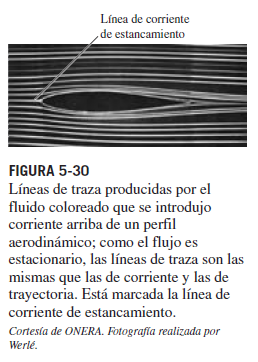 Línea de corriente
de estancamiento
FIGURA 5-30
Líneas de traza producidas por el
fluido coloreado que se introdujo
corriente arriba de un perfil
aerodinámico; como el flujo es
estacionario, las líneas de traza son las
mismas que las de corriente y las de
trayectoria. Está marcada la línea de
corriente de estancamiento.
Cortesía de ONERA. Fotografía realizada por
Werlé.